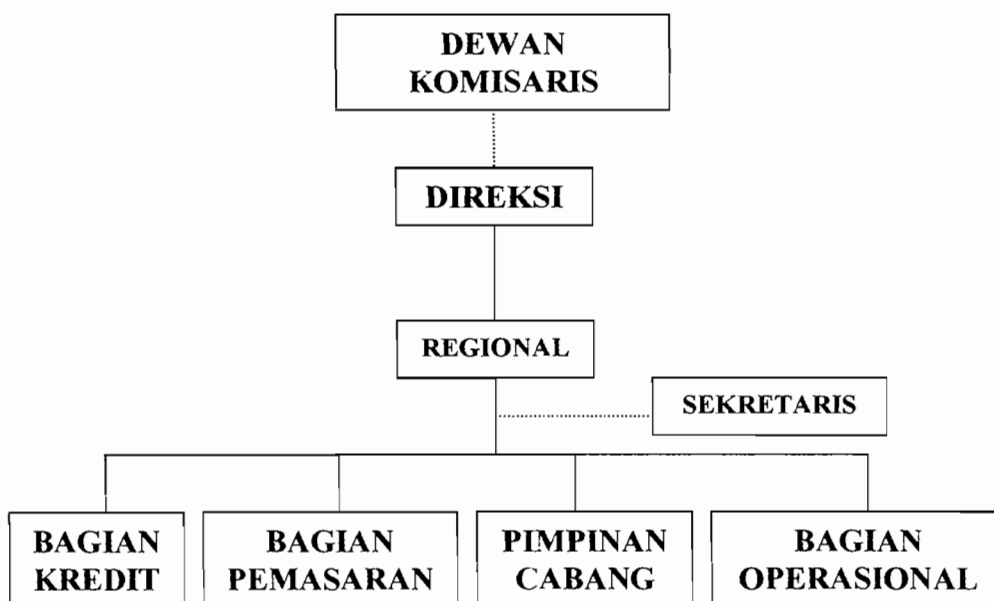 DEWAN
KOMISARIS
DIREKSI
REGIONAL
SEKRETARIS
BAGIAN
KREDIT
BAGIAN
PEMASARAN
PIMPINAN
CABANG
BAGIAN
OPERASIONAL